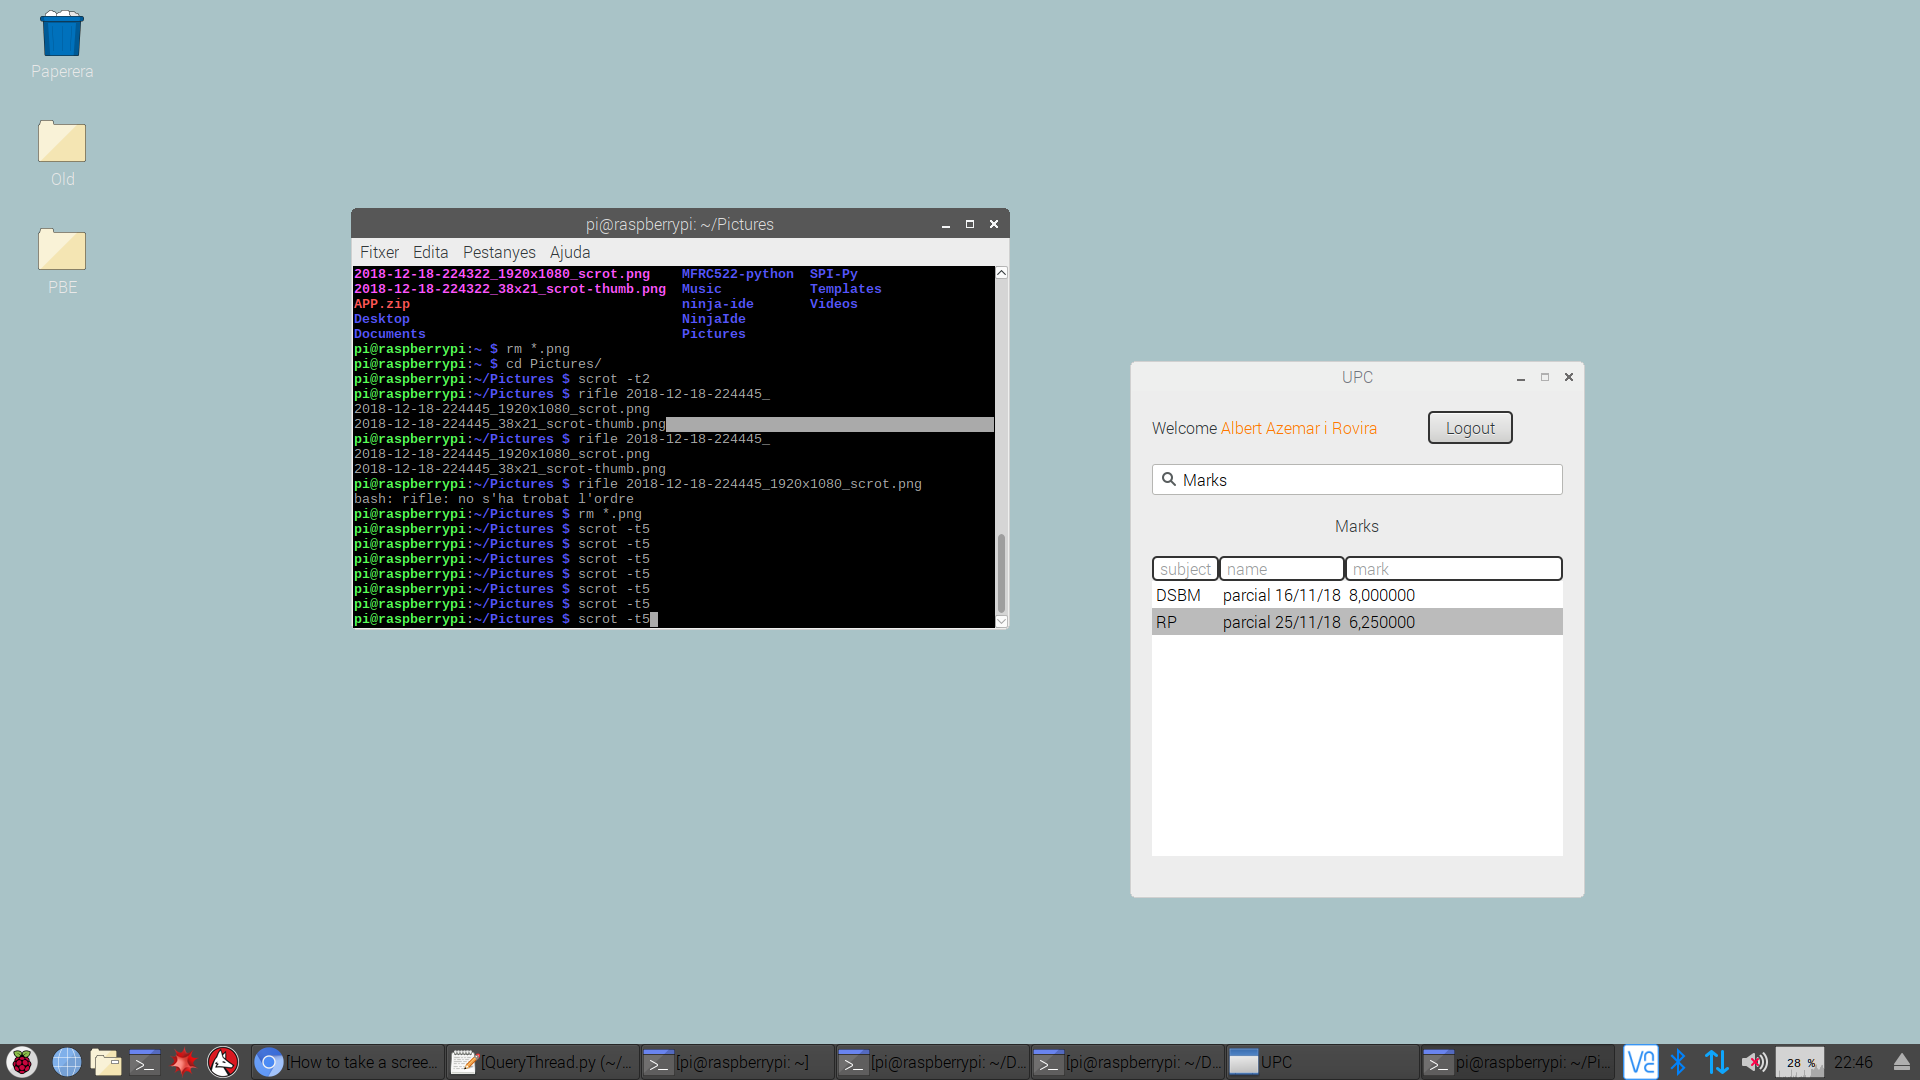 Paperera
Old
PBE
pi@raspberrypi: ~/Pictures
Fitxer Edita Pestanyes Ajuda
2018-12-18-224322_1920x1080_scrot.png MFRC522-python SPI-Py
2018-12-18-224322_38x21_scrot-thumb.png Music Templates
APP.zip ninja-ide Videos
Desktop NinjaIde
Documents Pictures
pi@raspberrypi:~ $ rm *.png
pi@raspberrypi:~ $ cd Pictures/
pi@raspberrypi:~/Pictures $ scrot -t2
pi@raspberrypi:~/Pictures $ rifle 2018-12-18-224445_
2018-12-18-224445_1920x1080_scrot.png
2018-12-18-224445_38x21_scrot-thumb.png
pi@raspberrypi:~/Pictures $ rifle 2018-12-18-224445_
2018-12-18-224445_1920x1080_scrot.png
2018-12-18-224445_38x21_scrot-thumb.png
pi@raspberrypi:~/Pictures $ rifle 2018-12-18-224445_1920x1080_scrot.png
bash: rifle: no s'ha trobat l'ordre
pi@raspberrypi:~/Pictures $ rm *.png
pi@raspberrypi:~/Pictures $ scrot -t5
pi@raspberrypi:~/Pictures $ scrot -t5
pi@raspberrypi:~/Pictures $ scrot -t5
pi@raspberrypi:~/Pictures $ scrot -t5
pi@raspberrypi:~/Pictures $ scrot -t5
pi@raspberrypi:~/Pictures $ scrot -t5
pi@raspberrypi:~/Pictures $ scrot -t5
UPC
Welcome Albert Azemar i Rovira Logout
Marks
Marks
subject name mark
DSBM parcial 16/11/18 8,000000
RP parcial 25/11/18 6,250000
[How to take a scree... [QueryThread.py (~/... [pi@raspberrypi: ~] [pi@raspberrypi: ~/D... [pi@raspberrypi: ~/D... UPC pi@raspberrypi: ~/Pi... 28 % 22:46